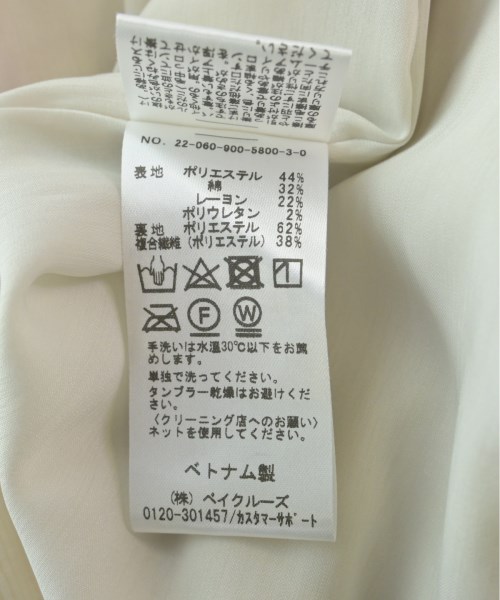 NO. 22-060-900-5800-3-0
表地 ポリエステル 44%
綿 32%
レーヨン 22%
ポリウレタン 2%
裏地 ポリエステル 62%
複合繊維(ポリエステル) 38%
F W
手洗いは水温30℃以下をお薦
めします。
単独で洗ってください。
タンブラー乾燥はお避けくだ
さい。
〈クリーニング店へのお願い〉
ネットを使用してください。
ベトナム製
(株) ベイクルーズ
0120-301457/カスタマーサポート